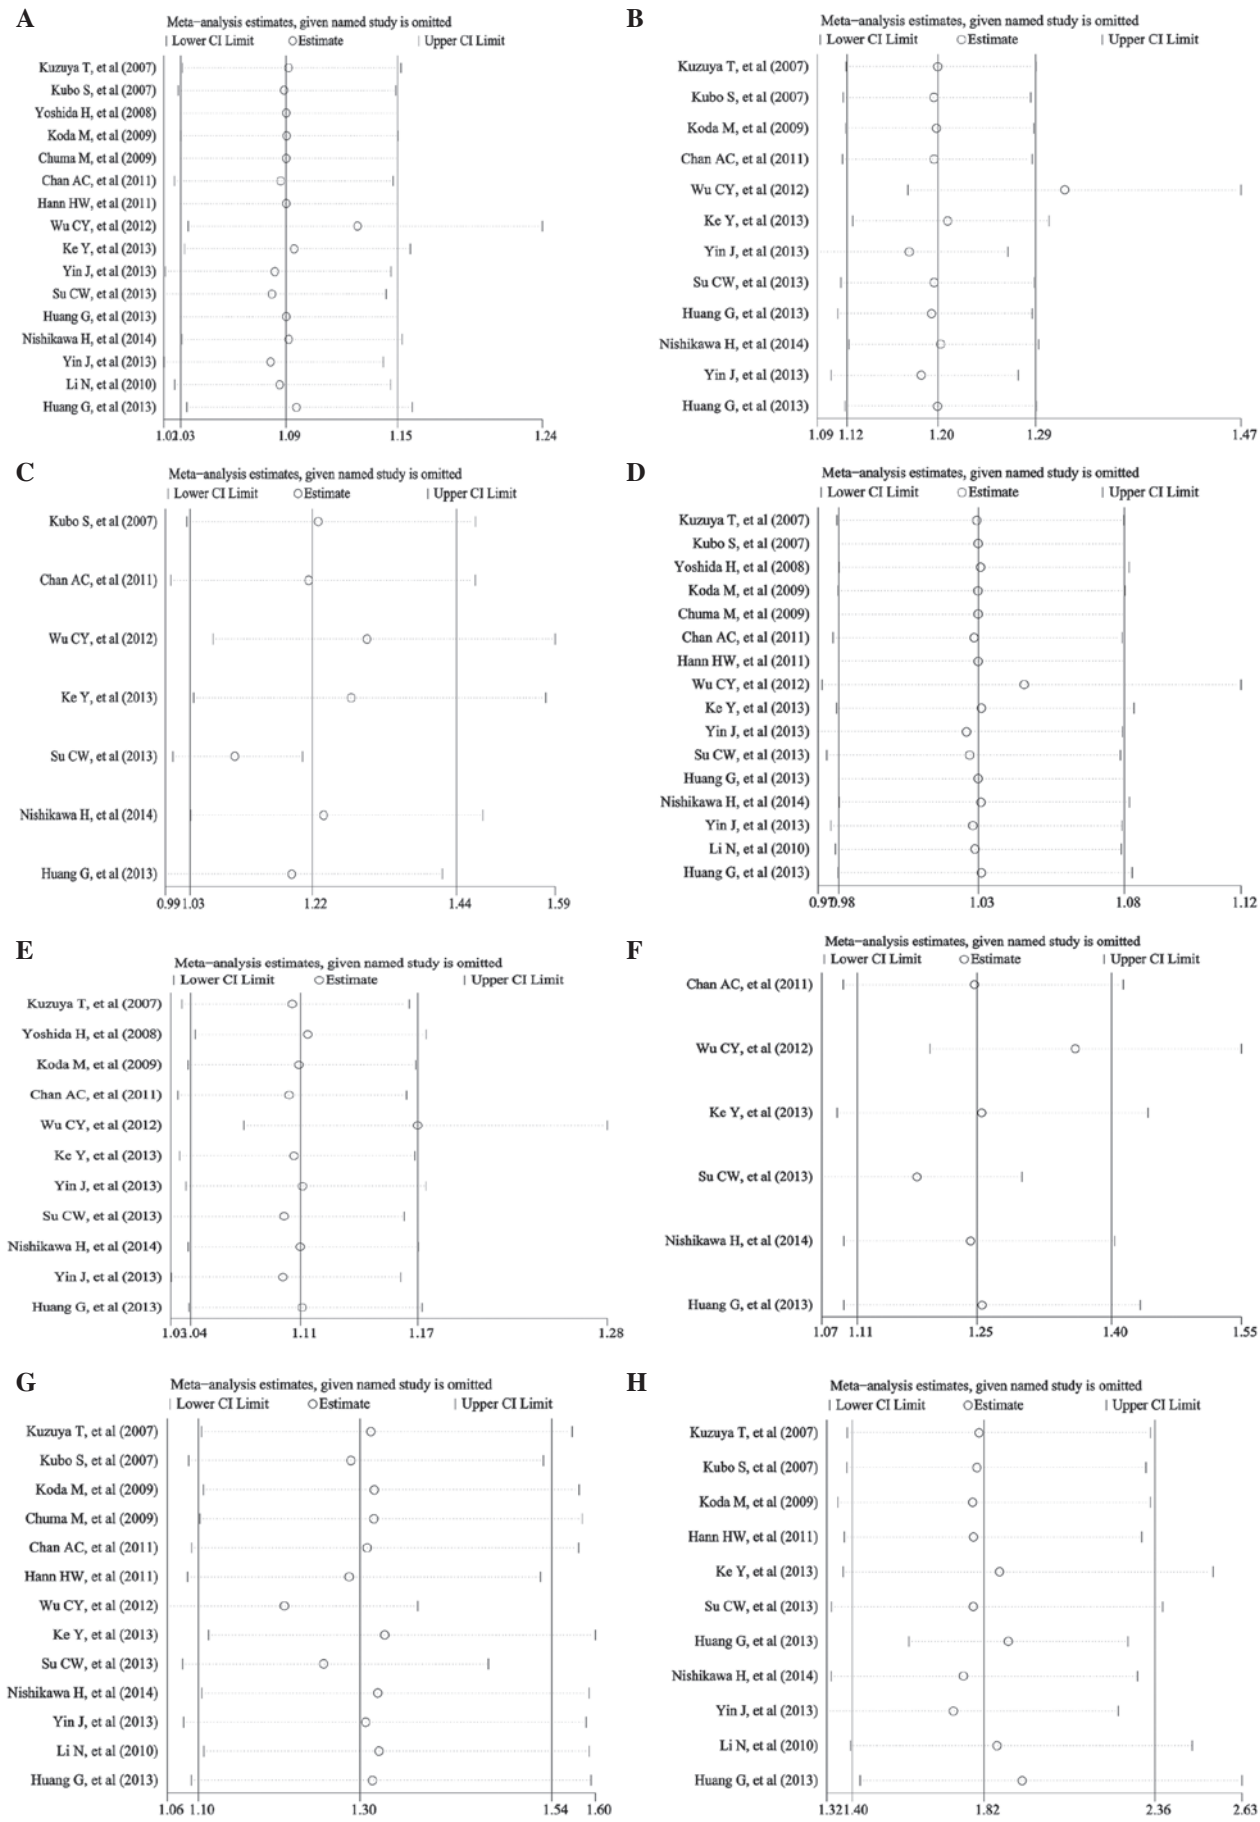 A
Meta−analysis estimates, given named study is omitted
Lower CI Limit Estimate Upper CI Limit
Kuzuya T, et al (2007)
Kubo S, et al (2007)
Yoshida H, et al (2008)
Koda M, et al (2009)
Chuma M, et al (2009)
Chan AC, et al (2011)
Hann HW, et al (2011)
Wu CY, et al (2012)
Ke Y, et al (2013)
Yin J, et al (2013)
Su CW, et al (2013)
Huang G, et al (2013)
Nishikawa H, et al (2014)
Yin J, et al (2013)
Li N, et al (2010)
Huang G, et al (2013)
1.02 1.03 1.09 1.15 1.24
B
Meta−analysis estimates, given named study is omitted
Lower CI Limit Estimate Upper CI Limit
Kuzuya T, et al (2007)
Kubo S, et al (2007)
Koda M, et al (2009)
Chan AC, et al (2011)
Wu CY, et al (2012)
Ke Y, et al (2013)
Yin J, et al (2013)
Su CW, et al (2013)
Huang G, et al (2013)
Nishikawa H, et al (2014)
Yin J, et al (2013)
Huang G, et al (2013)
1.09 1.12 1.20 1.29 1.47
C
Meta−analysis estimates, given named study is omitted
Lower CI Limit Estimate Upper CI Limit
Kubo S, et al (2007)
Chan AC, et al (2011)
Wu CY, et al (2012)
Ke Y, et al (2013)
Su CW, et al (2013)
Nishikawa H, et al (2014)
Huang G, et al (2013)
0.99 1.03 1.22 1.44 1.59
D
Meta−analysis estimates, given named study is omitted
Lower CI Limit Estimate Upper CI Limit
Kuzuya T, et al (2007)
Kubo S, et al (2007)
Yoshida H, et al (2008)
Koda M, et al (2009)
Chuma M, et al (2009)
Chan AC, et al (2011)
Hann HW, et al (2011)
Wu CY, et al (2012)
Ke Y, et al (2013)
Yin J, et al (2013)
Su CW, et al (2013)
Huang G, et al (2013)
Nishikawa H, et al (2014)
Yin J, et al (2013)
Li N, et al (2010)
Huang G, et al (2013)
0.97 0.98 1.03 1.08 1.12
E
Meta−analysis estimates, given named study is omitted
Lower CI Limit Estimate Upper CI Limit
Kuzuya T, et al (2007)
Yoshida H, et al (2008)
Koda M, et al (2009)
Chan AC, et al (2011)
Wu CY, et al (2012)
Ke Y, et al (2013)
Yin J, et al (2013)
Su CW, et al (2013)
Nishikawa H, et al (2014)
Yin J, et al (2013)
Huang G, et al (2013)
1.03 1.04 1.11 1.17 1.28
F
Meta−analysis estimates, given named study is omitted
Lower CI Limit Estimate Upper CI Limit
Chan AC, et al (2011)
Wu CY, et al (2012)
Ke Y, et al (2013)
Su CW, et al (2013)
Nishikawa H, et al (2014)
Huang G, et al (2013)
1.07 1.11 1.25 1.40 1.55
G
Meta−analysis estimates, given named study is omitted
Lower CI Limit Estimate Upper CI Limit
Kuzuya T, et al (2007)
Kubo S, et al (2007)
Koda M, et al (2009)
Chuma M, et al (2009)
Chan AC, et al (2011)
Hann HW, et al (2011)
Wu CY, et al (2012)
Ke Y, et al (2013)
Su CW, et al (2013)
Nishikawa H, et al (2014)
Yin J, et al (2013)
Li N, et al (2010)
Huang G, et al (2013)
1.06 1.10 1.30 1.54 1.60
H
Meta−analysis estimates, given named study is omitted
Lower CI Limit Estimate Upper CI Limit
Kuzuya T, et al (2007)
Kubo S, et al (2007)
Koda M, et al (2009)
Hann HW, et al (2011)
Ke Y, et al (2013)
Su CW, et al (2013)
Huang G, et al (2013)
Nishikawa H, et al (2014)
Yin J, et al (2013)
Li N, et al (2010)
Huang G, et al (2013)
1.32 1.40 1.82 2.36 2.63